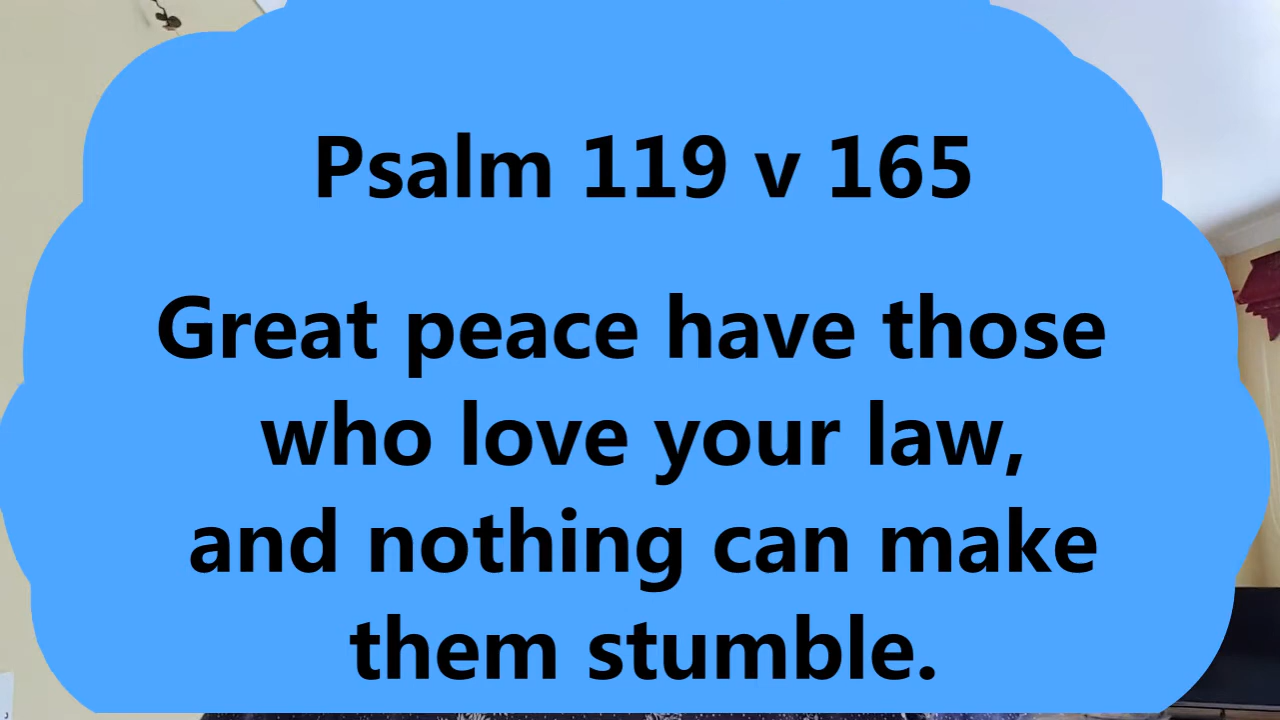 Psalm 119 v 165
Great peace have those
who love your law,
and nothing can make
them stumble.